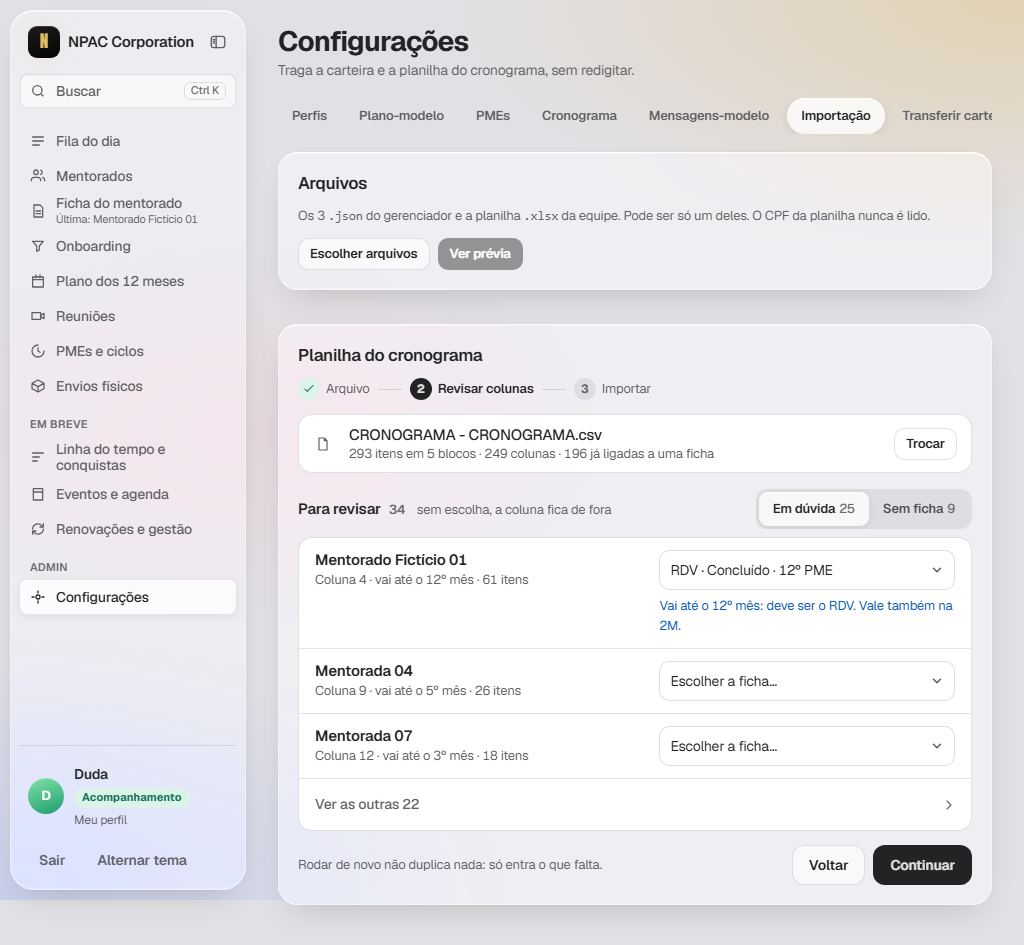 N NPAC Corporation
Buscar Ctrl K
Fila do dia
Mentorados
Ficha do mentorado
Última: Mentorado Fictício 01
Onboarding
Plano dos 12 meses
Reuniões
PMEs e ciclos
Envios físicos
EM BREVE
Linha do tempo e
conquistas
Eventos e agenda
Renovações e gestão
ADMIN
Configurações
D
Duda
Acompanhamento
Meu perfil
Sair Alternar tema
Configurações
Traga a carteira e a planilha do cronograma, sem redigitar.
Perfis Plano-modelo PMEs Cronograma Mensagens-modelo Importação Transferir carte
Arquivos
Os 3 .json do gerenciador e a planilha .xlsx da equipe. Pode ser só um deles. O CPF da planilha nunca é lido.
Escolher arquivos Ver prévia
Planilha do cronograma
Arquivo 2 Revisar colunas 3 Importar
CRONOGRAMA - CRONOGRAMA.csv
293 itens em 5 blocos · 249 colunas · 196 já ligadas a uma ficha
Trocar
Para revisar 34 sem escolha, a coluna fica de fora Em dúvida 25 Sem ficha 9
Mentorado Fictício 01
Coluna 4 · vai até o 12º mês · 61 itens
RDV · Concluído · 12º PME
Vai até o 12º mês: deve ser o RDV. Vale também na
2M.
Mentorada 04
Coluna 9 · vai até o 5º mês · 26 itens
Escolher a ficha…
Mentorada 07
Coluna 12 · vai até o 3º mês · 18 itens
Escolher a ficha…
Ver as outras 22
Rodar de novo não duplica nada: só entra o que falta. Voltar Continuar